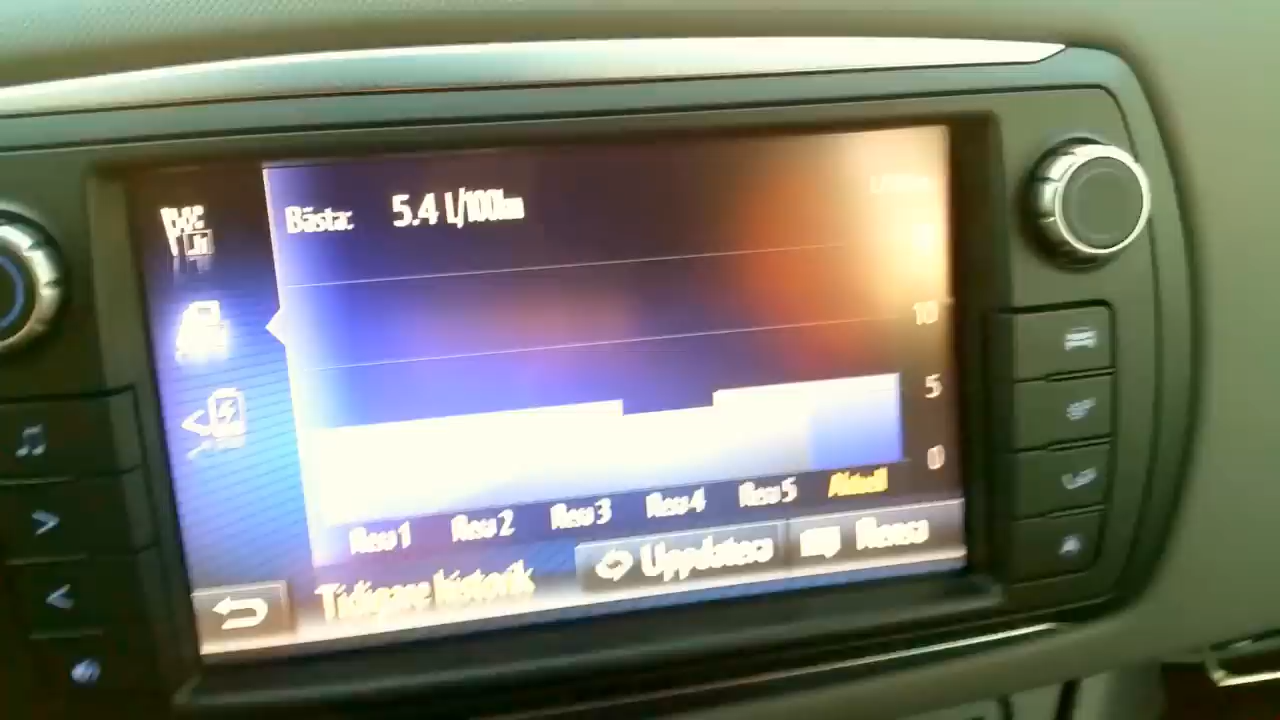 Bästa: 5.4 L/100km
10
5
0
Resa 1 Resa 2 Resa 3 Resa 4 Resa 5 Aktuell
Uppdatera Rensa
Tidigare historik